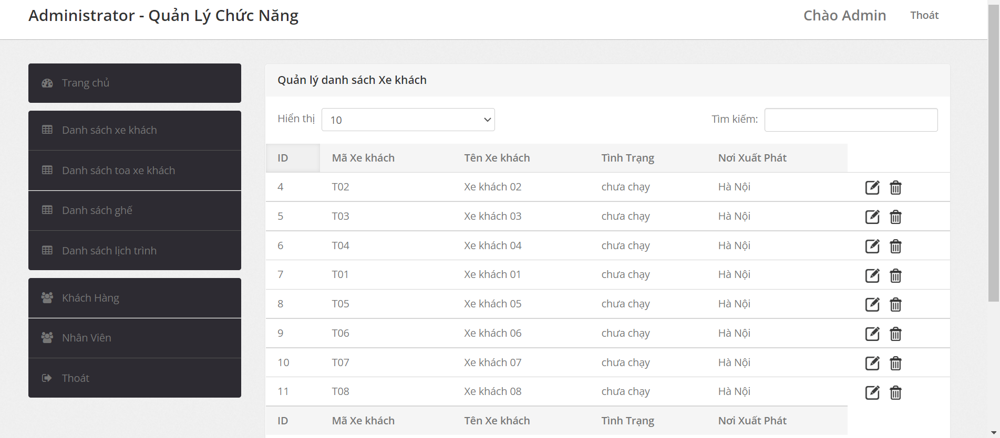 Administrator - Quản Lý Chức Năng
Chào Admin
Thoát
Trang chủ
Danh sách xe khách
Danh sách toa xe khách
Danh sách ghế
Danh sách lịch trình
Khách Hàng
Nhân Viên
Thoát
Quản lý danh sách Xe khách
Hiển thị 10 Tìm kiếm:
ID Mã Xe khách Tên Xe khách Tình Trạng Nơi Xuất Phát
4 T02 Xe khách 02 chưa chạy Hà Nội
5 T03 Xe khách 03 chưa chạy Hà Nội
6 T04 Xe khách 04 chưa chạy Hà Nội
7 T01 Xe khách 01 chưa chạy Hà Nội
8 T05 Xe khách 05 chưa chạy Hà Nội
9 T06 Xe khách 06 chưa chạy Hà Nội
10 T07 Xe khách 07 chưa chạy Hà Nội
11 T08 Xe khách 08 chưa chạy Hà Nội
ID Mã Xe khách Tên Xe khách Tình Trạng Nơi Xuất Phát